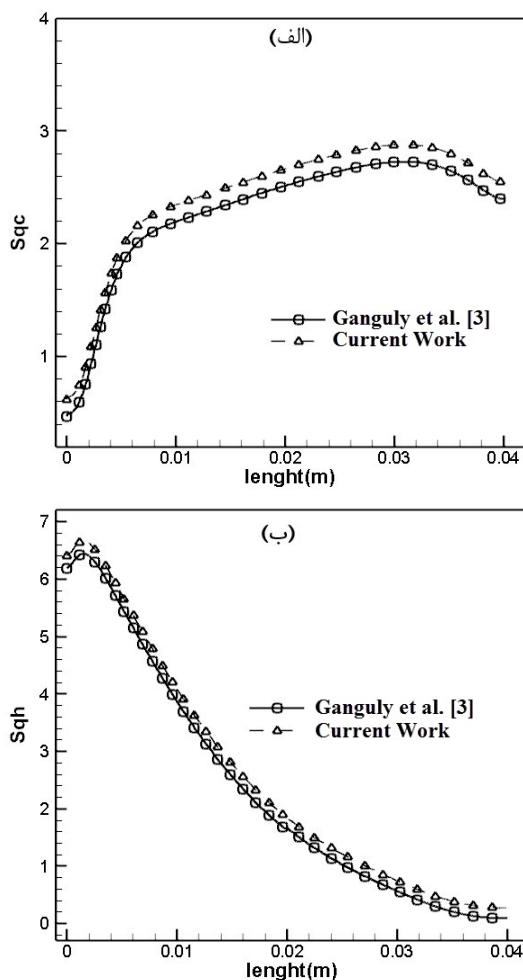 (الف)
4
3
2
1
Sqc
Ganguly et al. [3]
Current Work
0 0.01 0.02 0.03 0.04
lenght(m)
(ب)
7
6
5
4
3
2
1
0
Sqh
Ganguly et al. [3]
Current Work
0 0.01 0.02 0.03 0.04
lenght(m)